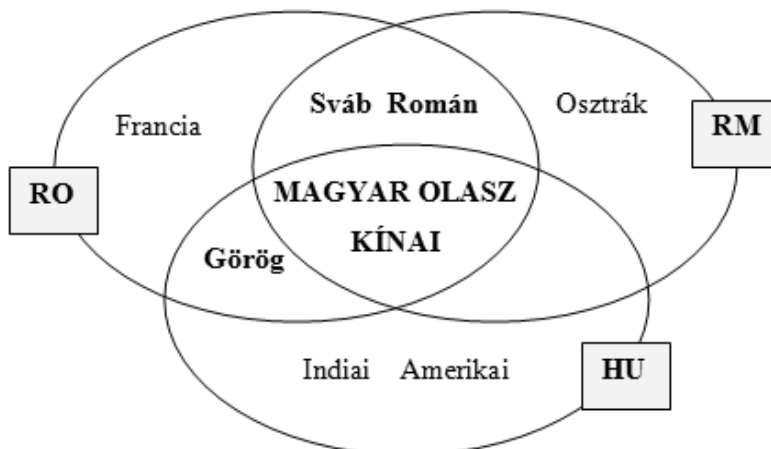 Sváb Román
Osztrák
Francia
RM
RO
MAGYAR OLASZ
KÍNAI
Görög
Indiai Amerikai
HU